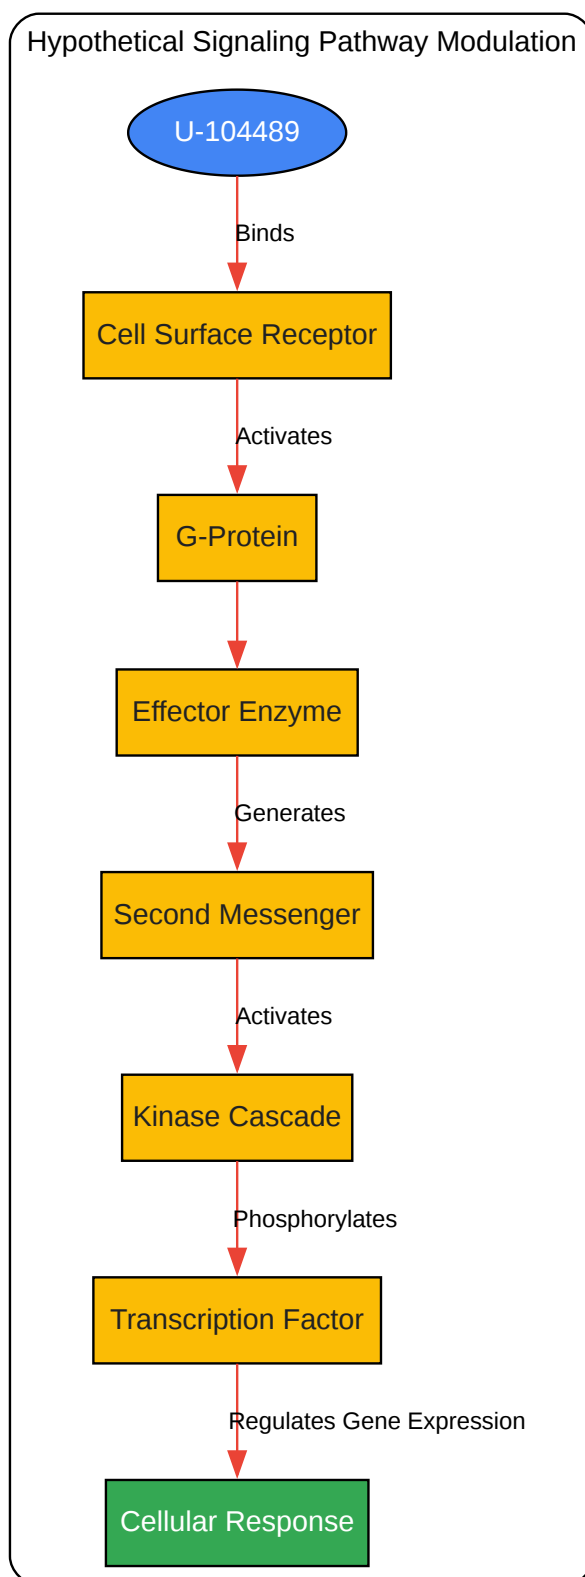 Hypothetical Signaling Pathway Modulation
U-104489
Binds
Cell Surface Receptor
Activates
G-Protein
Effector Enzyme
Generates
Second Messenger
Activates
Kinase Cascade
Phosphorylates
Transcription Factor
Regulates Gene Expression
Cellular Response